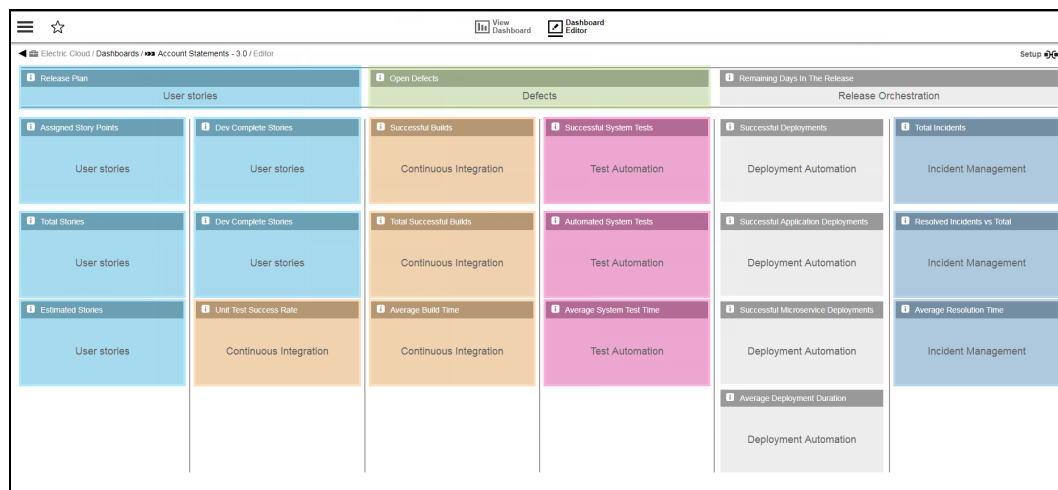 View
Dashboard
Dashboard
Editor
Electric Cloud / Dashboards / Account Statements - 3.0 / Editor
Setup
Release Plan
User stories
Open Defects
Defects
Remaining Days In The Release
Release Orchestration
Assigned Story Points
User stories
Dev Complete Stories
User stories
Successful Builds
Continuous Integration
Successful System Tests
Test Automation
Successful Deployments
Deployment Automation
Total Incidents
Incident Management
Total Stories
User stories
Dev Complete Stories
User stories
Total Successful Builds
Continuous Integration
Automated System Tests
Test Automation
Successful Application Deployments
Deployment Automation
Resolved Incidents vs Total
Incident Management
Estimated Stories
User stories
Unit Test Success Rate
Continuous Integration
Average Build Time
Continuous Integration
Average System Test Time
Test Automation
Successful Microservice Deployments
Deployment Automation
Average Resolution Time
Incident Management
Average Deployment Duration
Deployment Automation